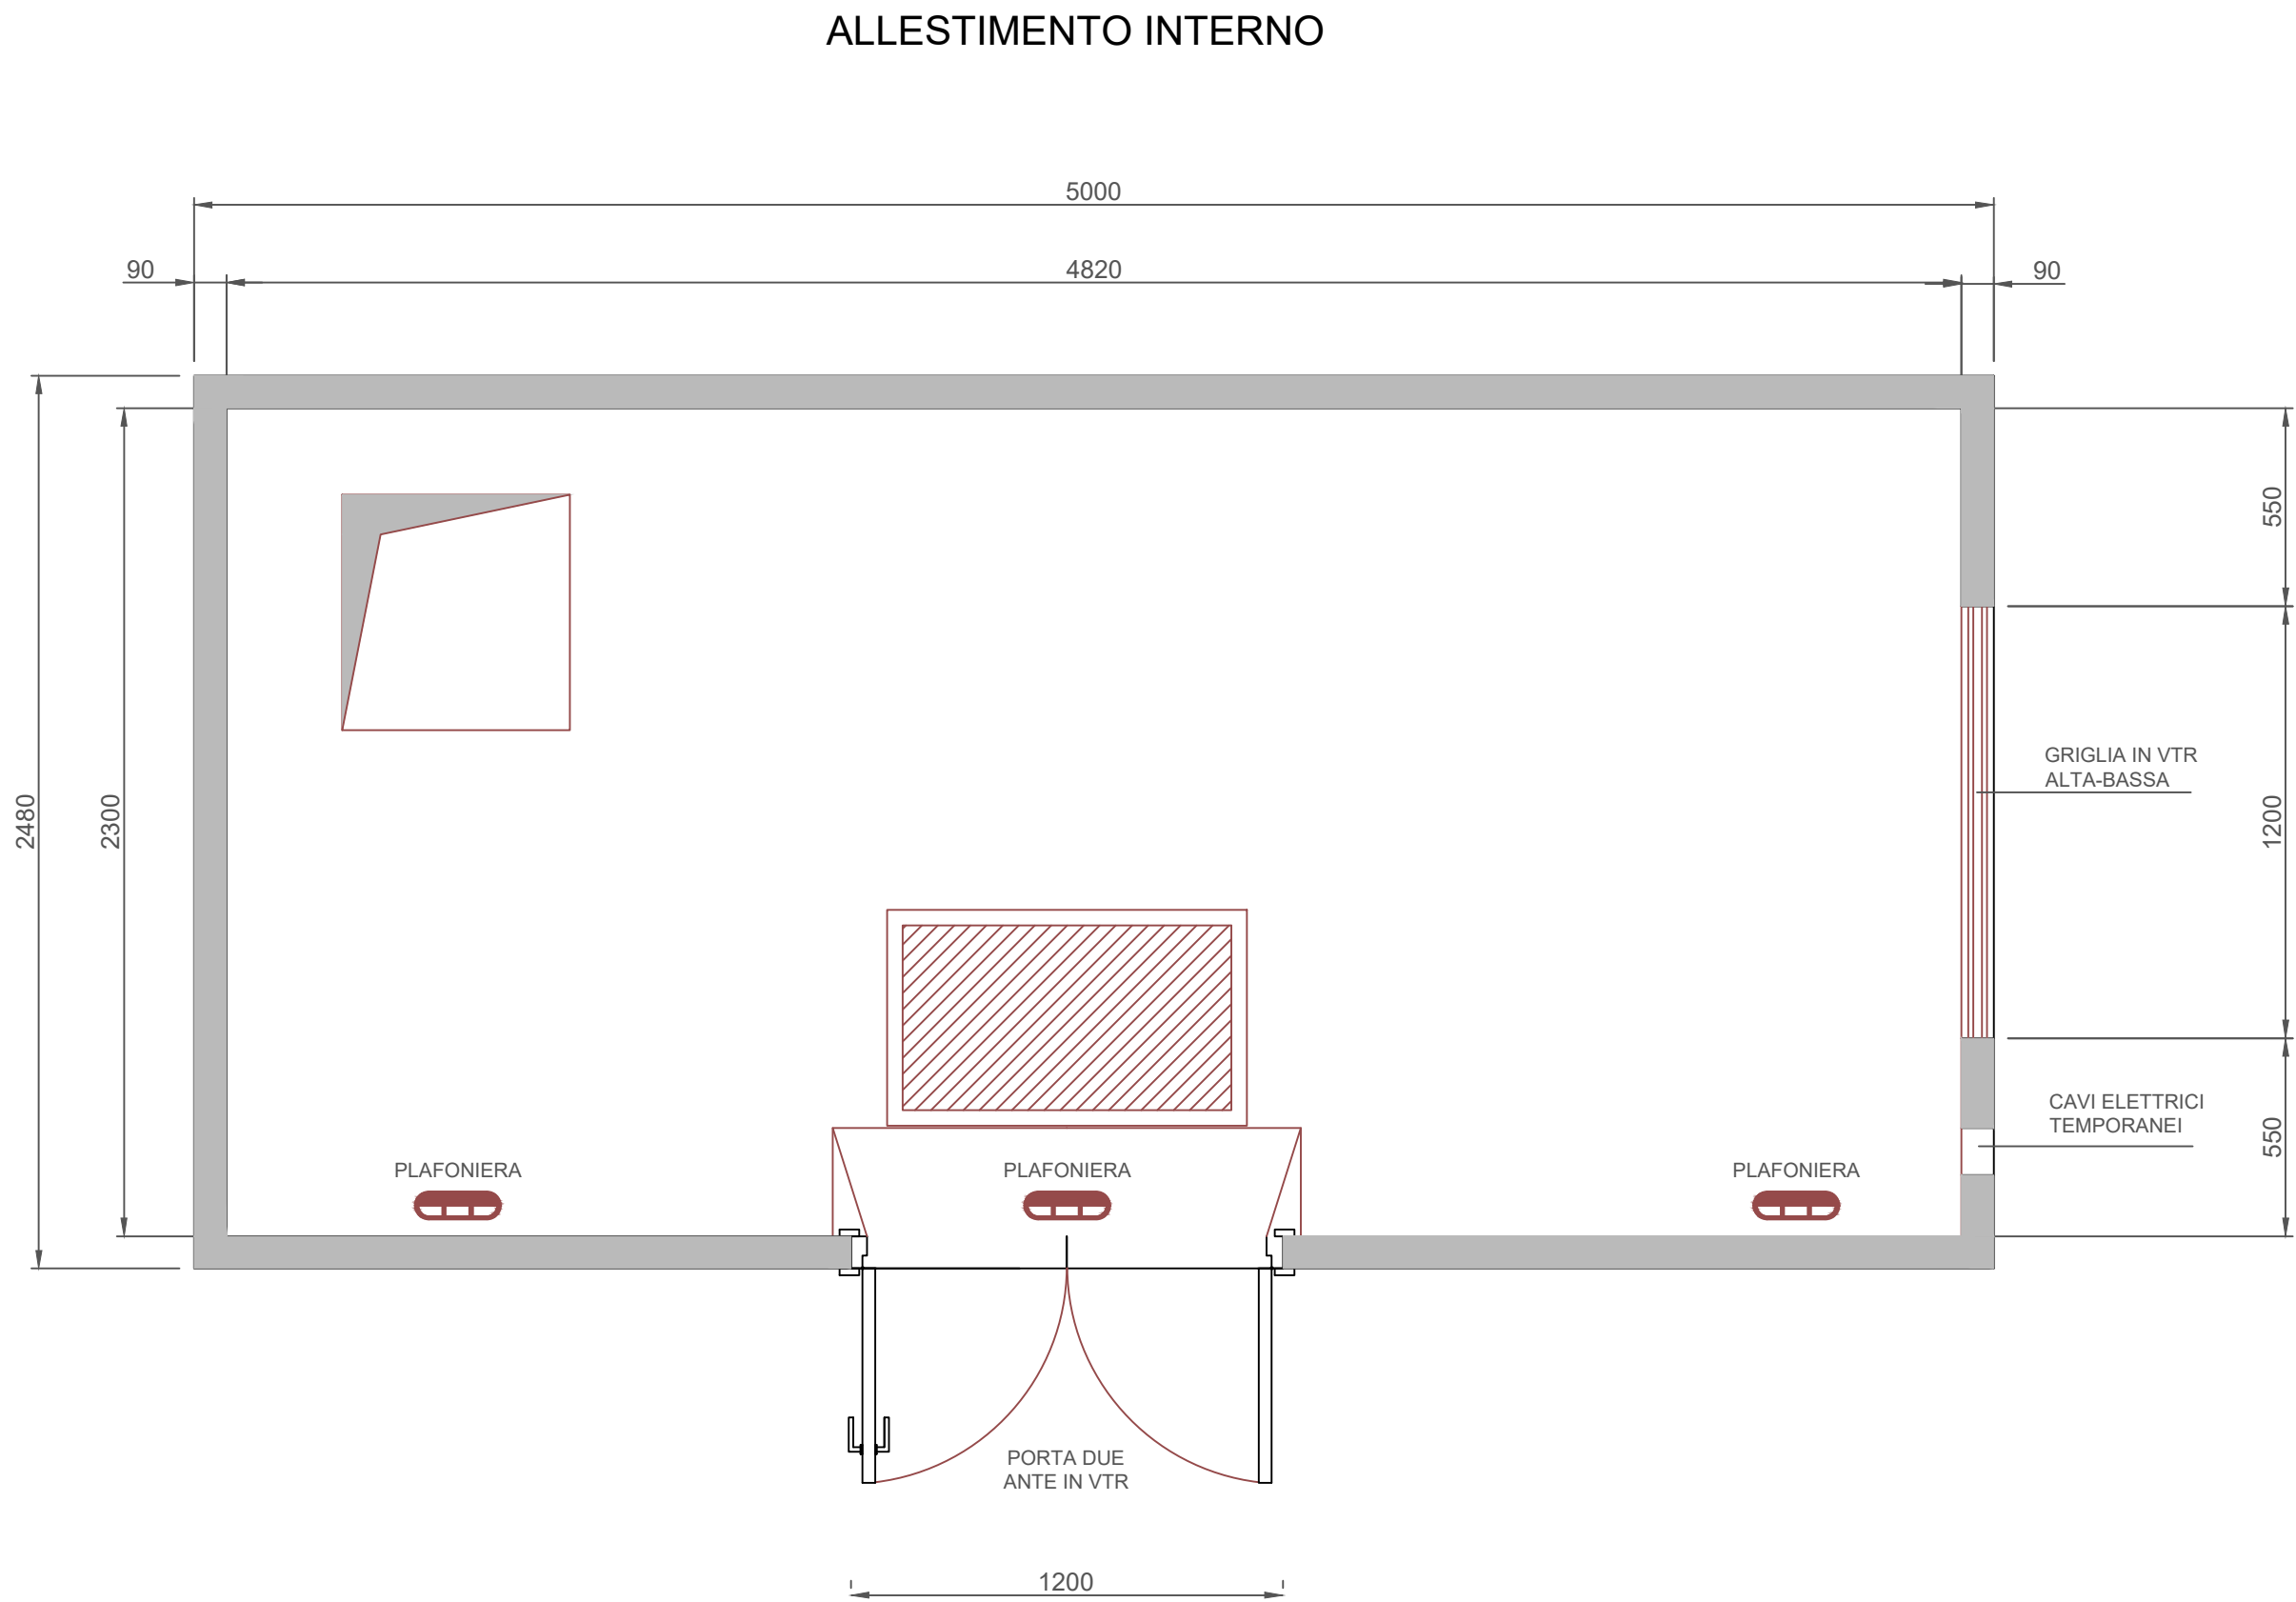 ALLESTIMENTO INTERNO
5000
90
4820
90
550
2480
2300
GRIGLIA IN VTR
ALTA-BASSA
1200
CAVI ELETTRICI
TEMPORANEI
550
PLAFONIERA
PLAFONIERA
PLAFONIERA
PORTA DUE
ANTE IN VTR
1200